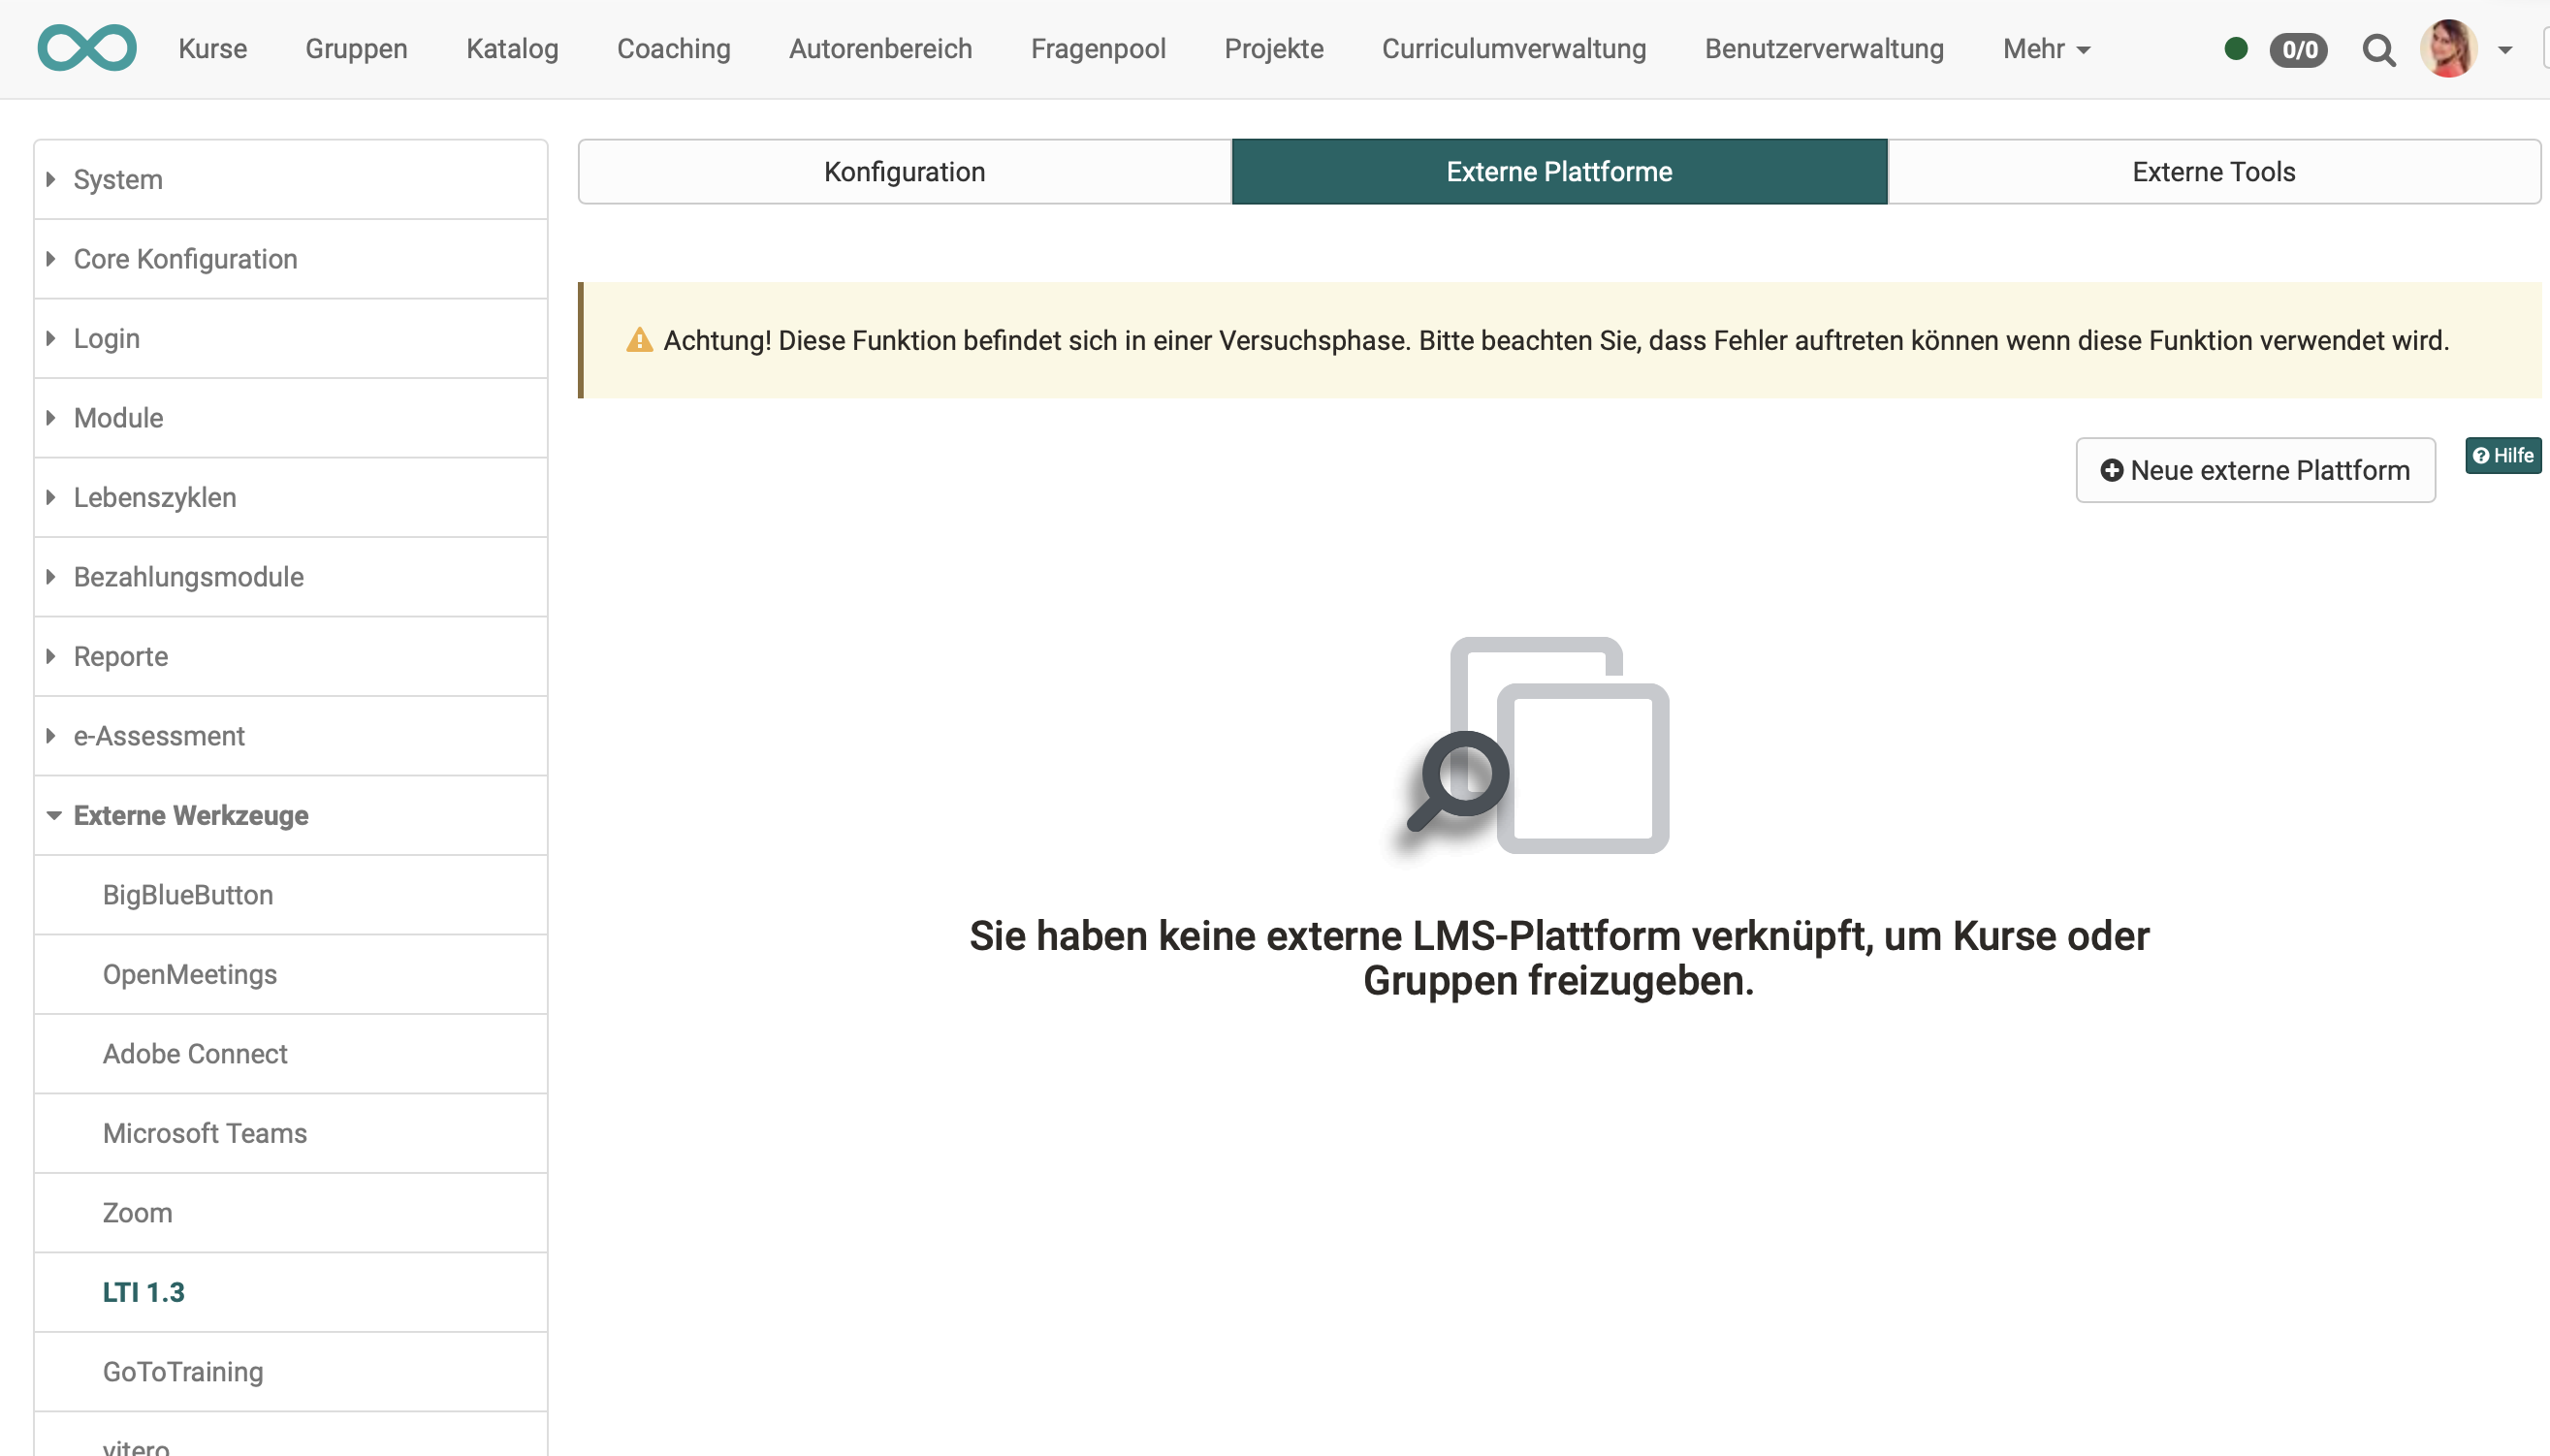 Kurse Gruppen Katalog Coaching Autorenbereich Fragenpool Projekte Curriculumverwaltung Benutzerverwaltung Mehr 0/0
System
Core Konfiguration
Login
Module
Lebenszyklen
Bezahlungsmodule
Reporte
e-Assessment
Externe Werkzeuge
BigBlueButton
OpenMeetings
Adobe Connect
Microsoft Teams
Zoom
LTI 1.3
GoToTraining
vitero
Konfiguration Externe Plattforme Externe Tools
Achtung! Diese Funktion befindet sich in einer Versuchsphase. Bitte beachten Sie, dass Fehler auftreten können wenn diese Funktion verwendet wird.
Neue externe Plattform Hilfe
Sie haben keine externe LMS-Plattform verknüpft, um Kurse oder
Gruppen freizugeben.